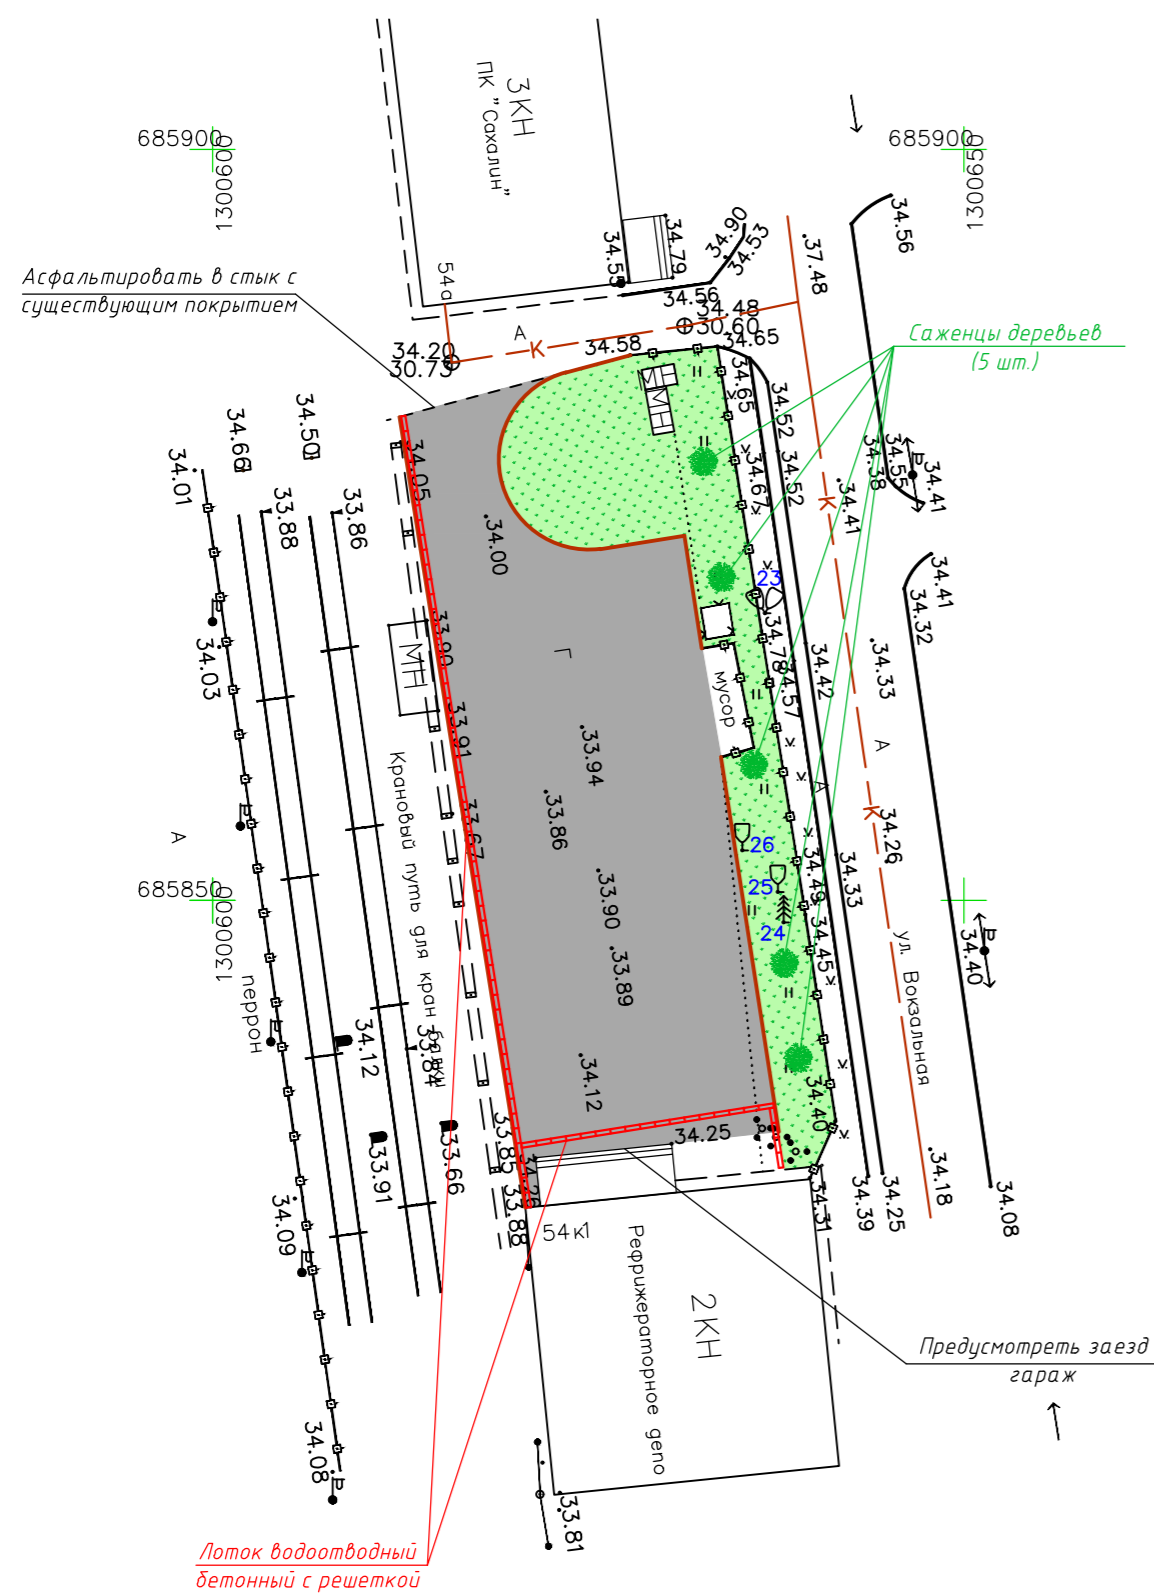 3КН
ПК "Сахалин"
685900
1300600
685900
1300650
34.56
34.90
34.53
34.79
34.55
37.48
Асфальтировать в стык с
существующим покрытием
54а
34.56
34.48
30.60
А
К
34.20
30.73
34.58
34.65
Саженцы деревьев
(5 шт.)
МН
34.65
34.52
34.66
34.50
34.01
34.05
34.67
34.52
34.38
34.55
34.41
34.41
К
33.88
33.86
34.00
23
34.41
34.32
34.03
33.90
МН
Г
34.78
34.57
34.42
34.33
мусор
33.91
33.94
А
А
А
Крановый путь для кран балки
33.86
33.67
26
25
24
К
34.26
34.49
34.33
685850
1300600
33.90
33.89
34.45
ул. Вокзальная
34.40
перрон
34.12
33.84
34.12
34.40
33.91
33.66
33.85
34.26
33.88
34.25
34.31
34.39
34.25
34.18
34.08
34.09
54к1
2КН
Рефрижераторное депо
Предусмотреть заезд
гараж
34.08
33.81
Лоток водоотводный
бетонный с решеткой